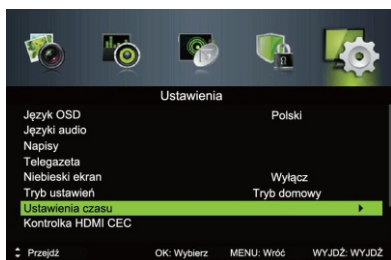 Ustawienia
Język OSD Polski
Języki audio
Napisy
Telegazeta
Niebieski ekran Wyłącz
Tryb ustawień Tryb domowy
Ustawienia czasu
Kontrolka HDMI CEC
Przejdź OK: Wybierz MENU: Wróć WYJDŹ: WYJDŹ